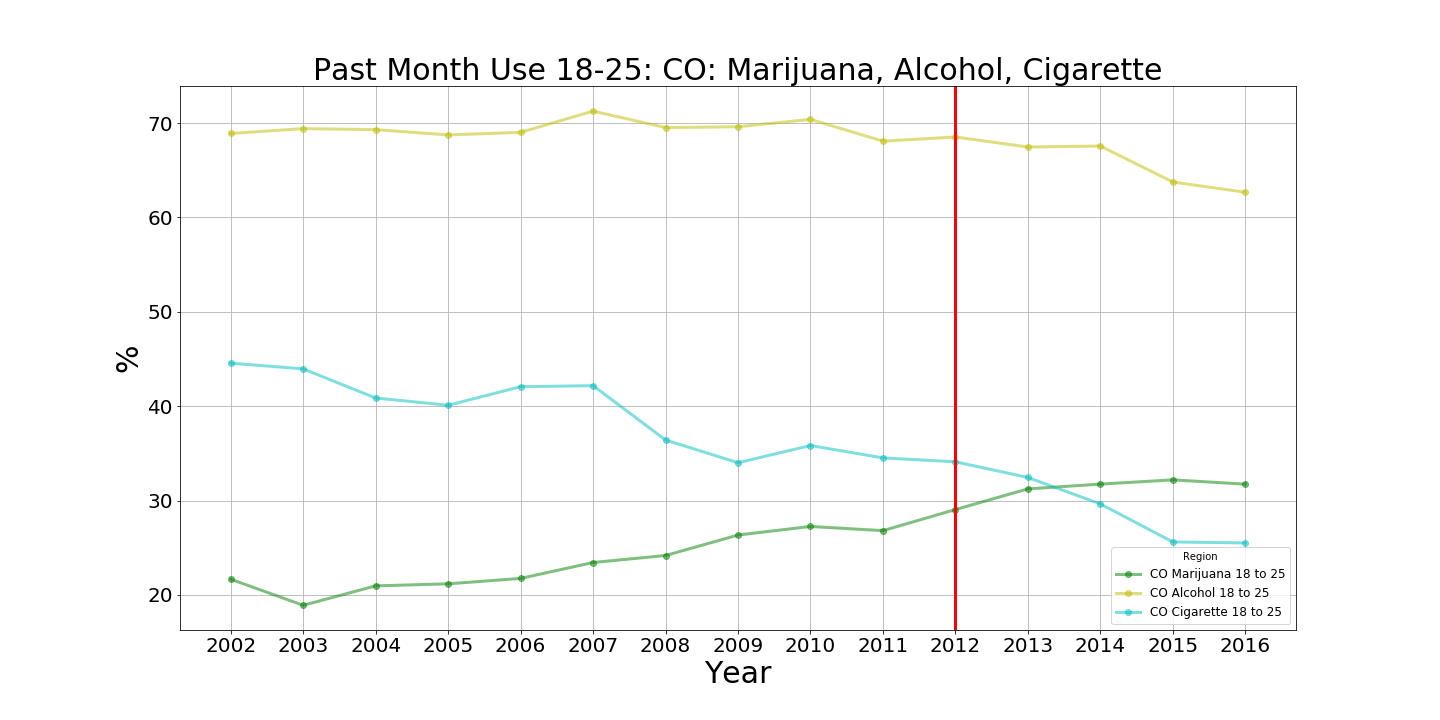 Past Month Use 18-25: CO: Marijuana, Alcohol, Cigarette
70
60
50
40
30
20
%
2002 2003 2004 2005 2006 2007 2008 2009 2010 2011 2012 2013 2014 2015 2016
Year
Region
CO Marijuana 18 to 25
CO Alcohol 18 to 25
CO Cigarette 18 to 25